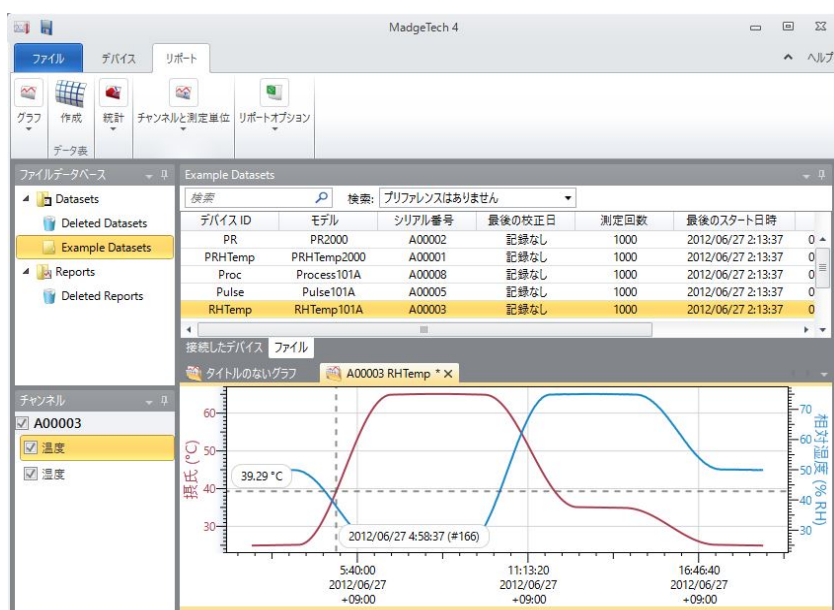 MadgeTech 4
ファイル デバイス リポート ヘルプ
グラフ 作成 統計 チャンネルと測定単位 リポートオプション
データ表
ファイルデータベース
Datasets
Deleted Datasets
Example Datasets
Reports
Deleted Reports
Example Datasets
検索 検索: プリファレンスはありません
デバイス ID モデル シリアル番号 最後の校正日 測定回数 最後のスタート日時
PR PR2000 A00002 記録なし 1000 2012/06/27 2:13:37 0
PRHTemp PRHTemp2000 A00001 記録なし 1000 2012/06/27 2:13:37 0
Proc Process101A A00008 記録なし 1000 2012/06/27 2:13:37 0
Pulse Pulse101A A00005 記録なし 1000 2012/06/27 2:13:37 0
RHTemp RHTemp101A A00003 記録なし 1000 2012/06/27 2:13:37 0
接続したデバイス ファイル
チャンネル
A00003
温度
湿度
タイトルのないグラフ A00003 RHTemp *
摂氏 (°C)
60
50
40
30
39.29 °C
2012/06/27 4:58:37 (#166)
相対湿度 (% RH)
70
60
50
40
30
5:40:00 11:13:20 16:46:40
2012/06/27 2012/06/27 2012/06/27
+09:00 +09:00 +09:00